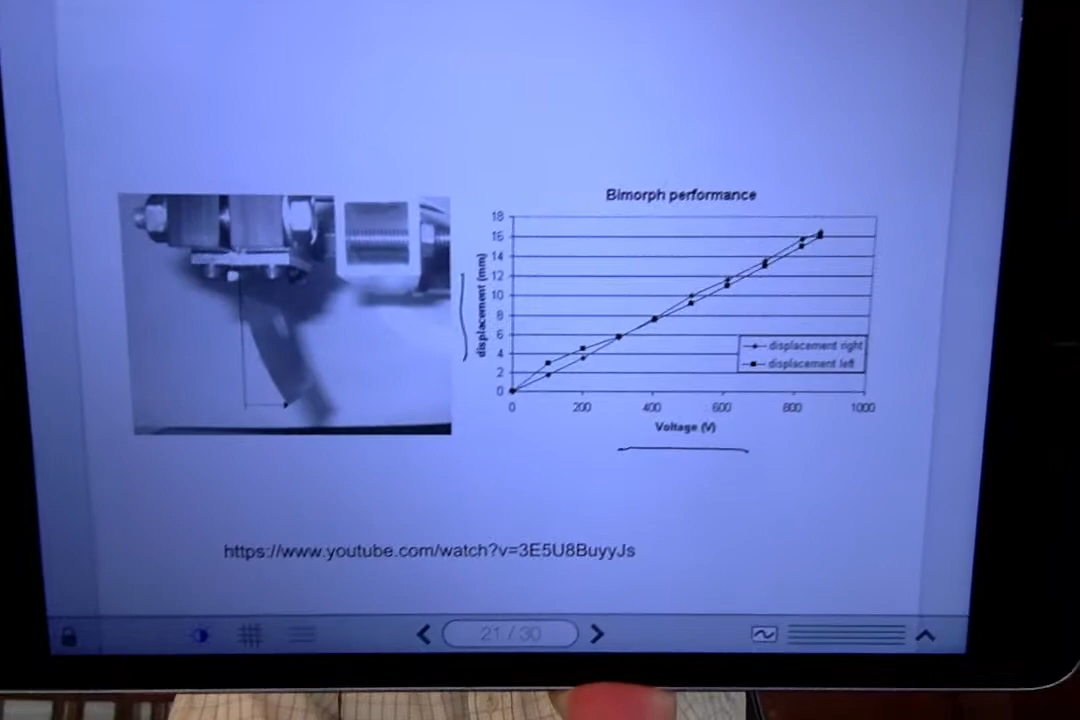 Bimorph performance
displacement (mm)
18
16
14
12
10
8
6
4
2
0
displacement right
displacement left
0 200 400 600 800 1000
Voltage (V)
https://www.youtube.com/watch?v=3E5U8BuyyJs
21 / 30